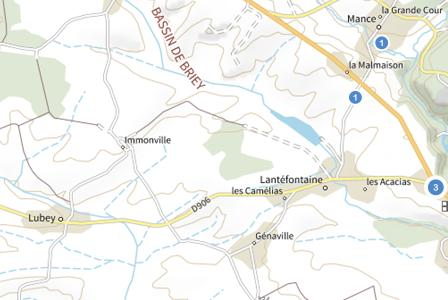 la Grande Cour
Mance
1
BASSIN DE BRIEY
la Malmaison
1
Immonville
Lantéfontaine
les Camélias
les Acacias
3
D906
Lubey
Génaville